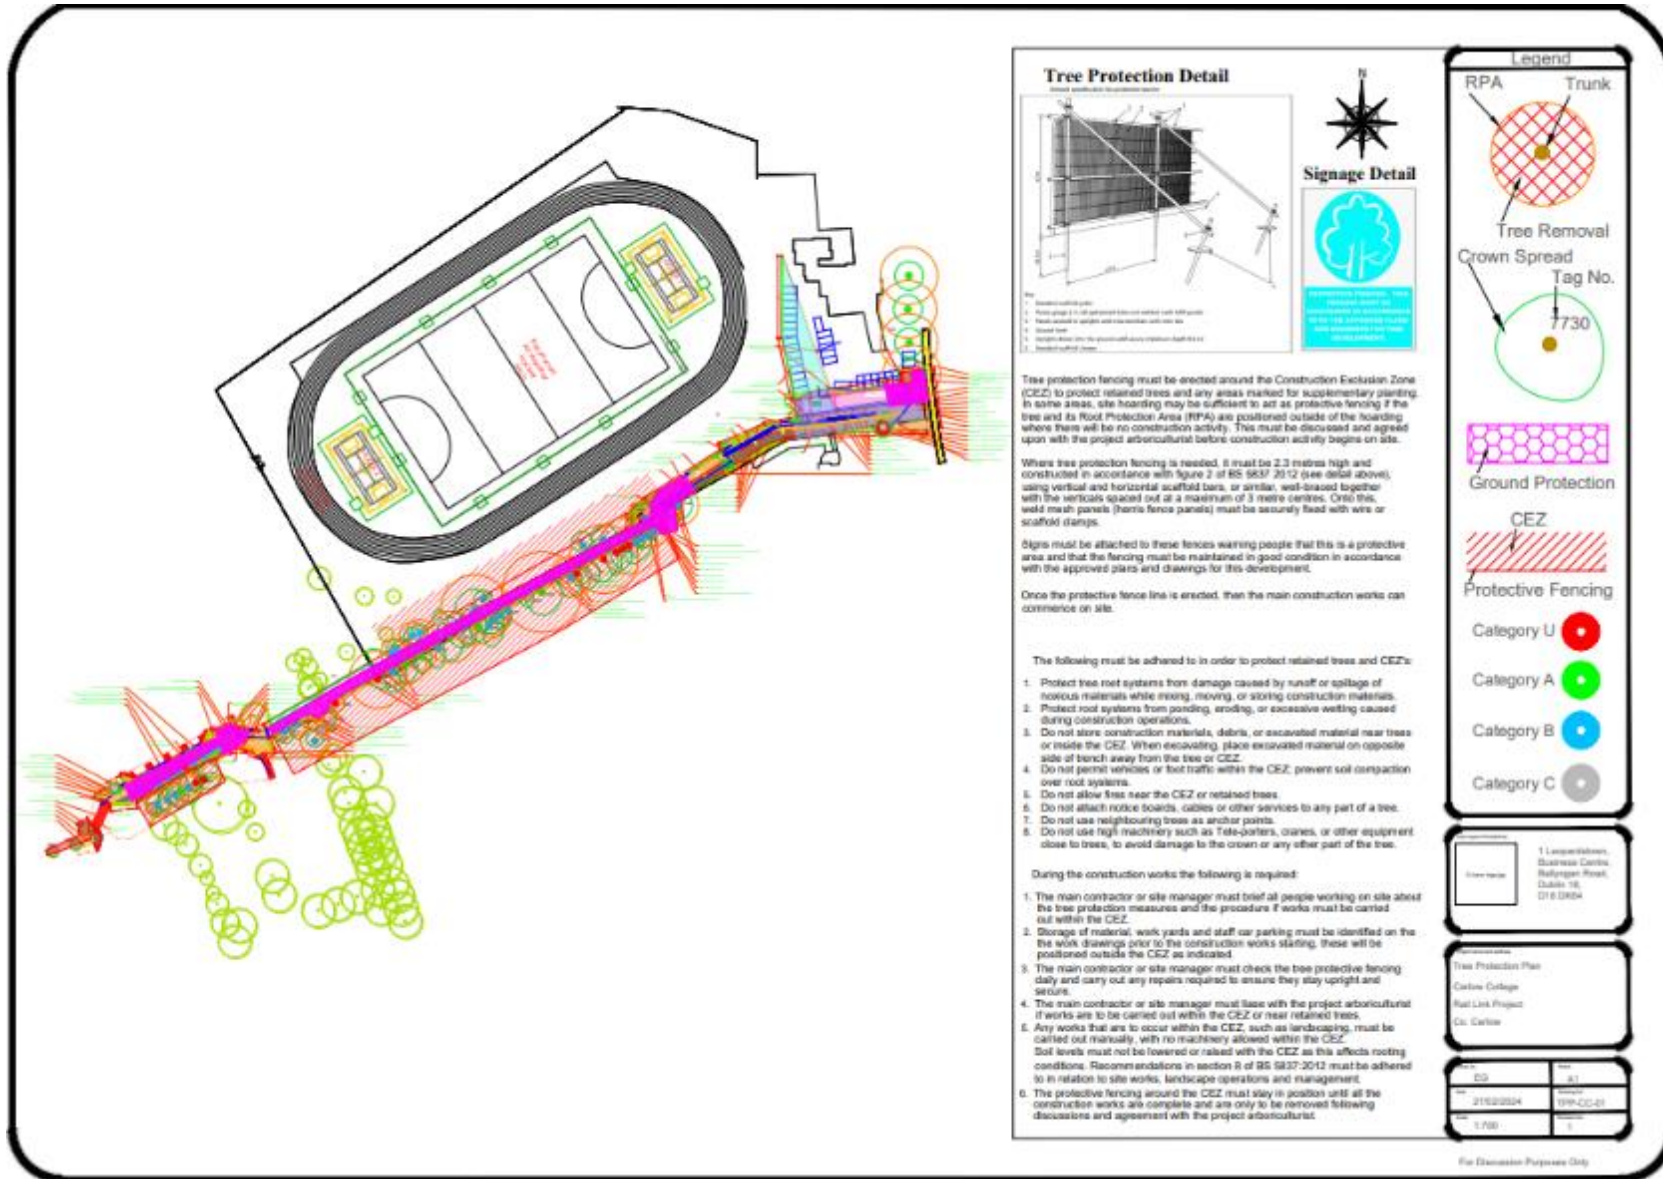 Tree Protection Detail
N
Signage Detail
Tree protection fencing must be erected around the Construction Exclusion Zone
(CEZ) to protect retained trees and any areas marked for supplementary planting.
In some areas, site hoarding may be sufficient to act as protective fencing if the
tree and its Root Protection Area (RPA) are positioned outside of the hoarding
where there will be no construction activity. This must be discussed and agreed
upon with the project arboriculturist before construction activity begins on site.
Where tree protection fencing is needed, it must be 2.3 metres high and
constructed in accordance with figure 2 of BS 5837 2012 (see detail above),
using vertical and horizontal scaffold bars, or similar, well-braced together
with the verticals spaced out at a maximum of 3 metre centres. Onto this,
weld mesh panels (herris fence panels) must be securely fixed with wire or
scaffold clamps.
Signs must be attached to these fences warning people that this is a protective
area and that the fencing must be maintained in good condition in accordance
with the approved plans and drawings for this development.
Once the protective fence line is erected, then the main construction works can
commence on site.
The following must be adhered to in order to protect retained trees and CEZ's:
1. Protect tree root systems from damage caused by runoff or spillage of
noxious materials while mixing, moving, or storing construction materials.
2. Protect root systems from ponding, eroding, or excessive wetting caused
during construction operations.
3. Do not store construction materials, debris, or excavated material near trees
or inside the CEZ. When excavating, place excavated material on opposite
side of trench away from the tree or CEZ.
4. Do not permit vehicles or foot traffic within the CEZ; prevent soil compaction
over root systems.
5. Do not allow fires near the CEZ or retained trees.
6. Do not attach notice boards, cables or other services to any part of a tree.
7. Do not use neighbouring trees as anchor points.
8. Do not use high machinery such as Tele-porters, cranes, or other equipment
close to trees, to avoid damage to the crown or any other part of the tree.
During the construction works the following is required:
1. The main contractor or site manager must brief all people working on site about
the tree protection measures and the procedure if works must be carried
out within the CEZ.
2. Storage of material, work yards and staff car parking must be identified on the
the work drawings prior to the construction works starting, these will be
positioned outside the CEZ as indicated.
3. The main contractor or site manager must check the tree protective fencing
daily and carry out any repairs required to ensure they stay upright and
secure.
4. The main contractor or site manager must liase with the project arboriculturist
if works are to be carried out within the CEZ or near retained trees.
5. Any works that are to occur within the CEZ, such as landscaping, must be
carried out manually, with no machinery allowed within the CEZ.
Soil levels must not be lowered or raised with the CEZ as this affects rooting
conditions. Recommendations in section 8 of BS 5837:2012 must be adhered
to in relation to site works, landscape operations and management.
6. The protective fencing around the CEZ must stay in position until all the
construction works are complete and are only to be removed following
discussions and agreement with the project arboriculturist.
Legend
RPA
Trunk
Tree Removal
Crown Spread
Tag No.
7730
Ground Protection
CEZ
Protective Fencing
Category U
Category A
Category B
Category C
1 Leopardstown,
Business Centre,
Ballyogan Road,
Dublin 18,
Tree Protection Plan
Carlow College
Rail Link Project
Co. Carlow
EG
A1
21/02/2024
TPP-CC-01
1:700
1
For Discussion Purposes Only